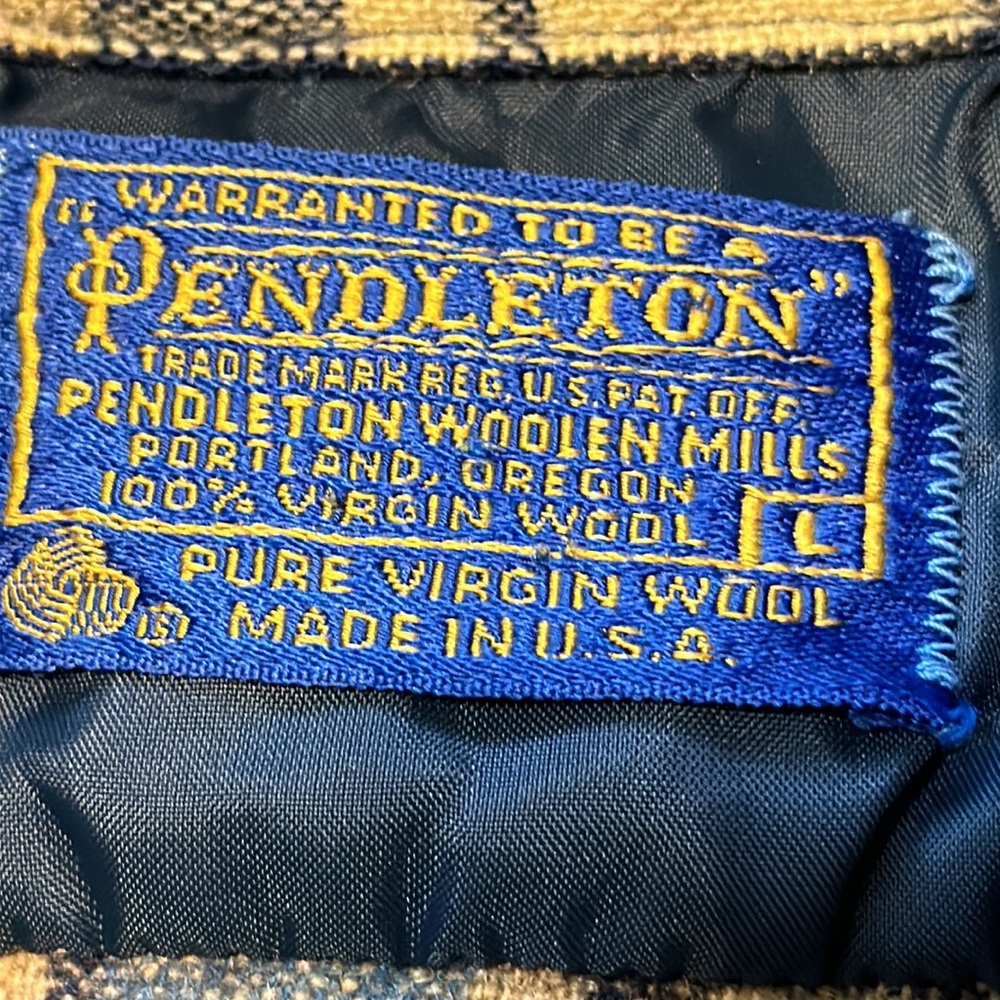 "WARRANTED TO BE A
PENDLETON"
TRADE MARK REG. U.S. PAT. OFF.
PENDLETON WOOLEN MILLS
PORTLAND, OREGON
100% VIRGIN WOOL L
PURE VIRGIN WOOL
MADE IN U.S.A.